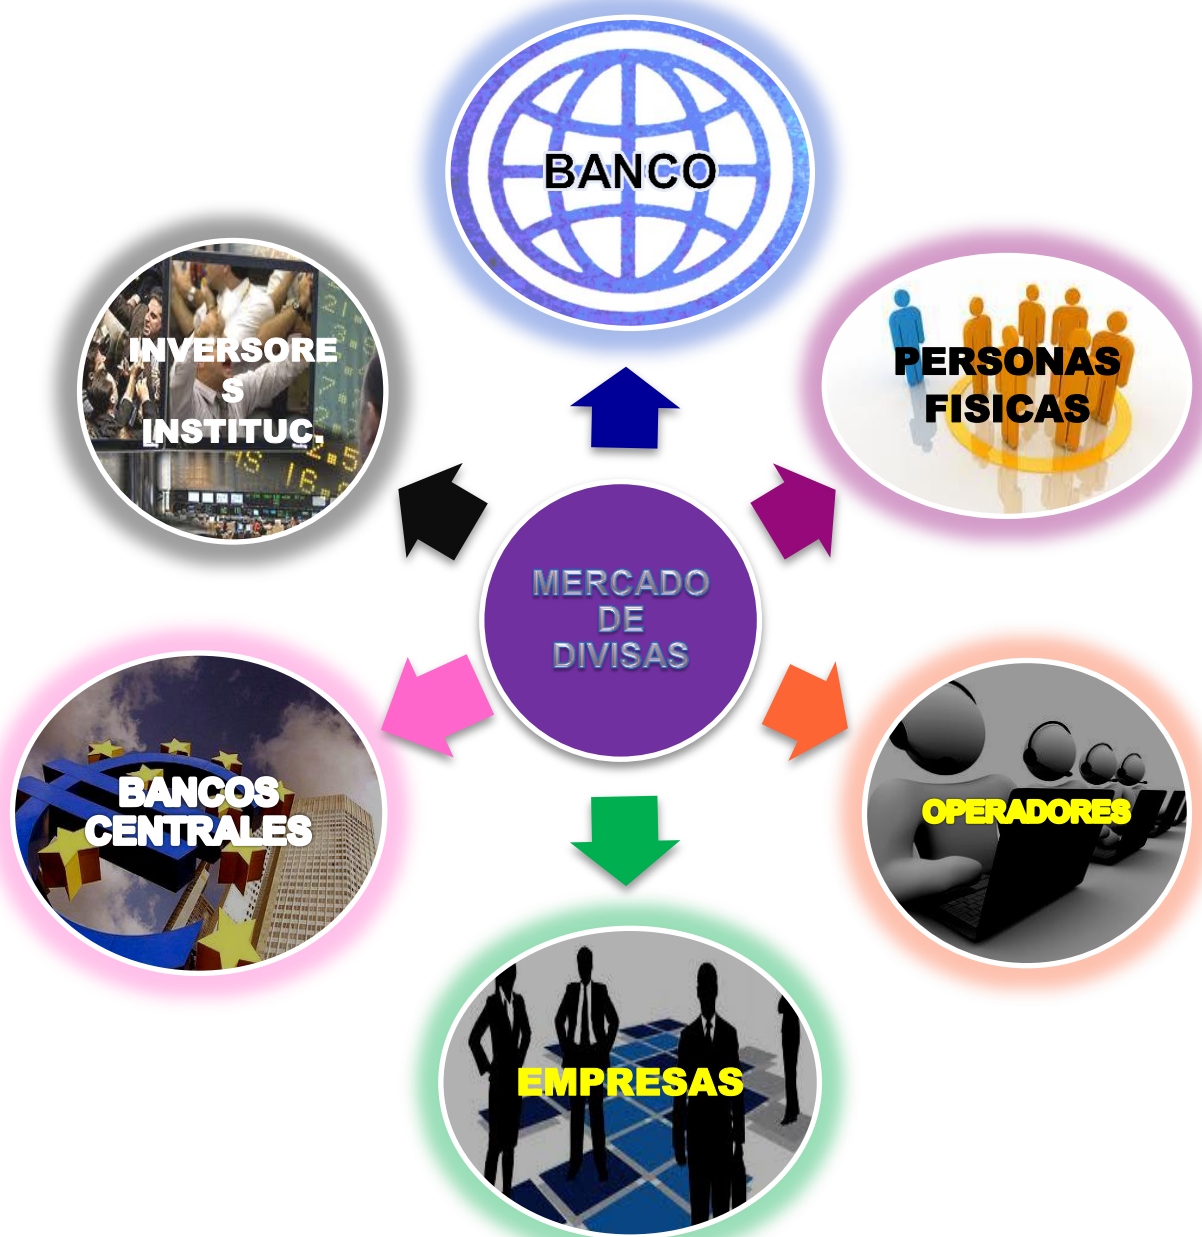 BANCO
INVERSORE
S
INSTITUC.
PERSONAS
FISICAS
MERCADO
DE
DIVISAS
BANCOS
CENTRALES
OPERADORES
EMPRESAS